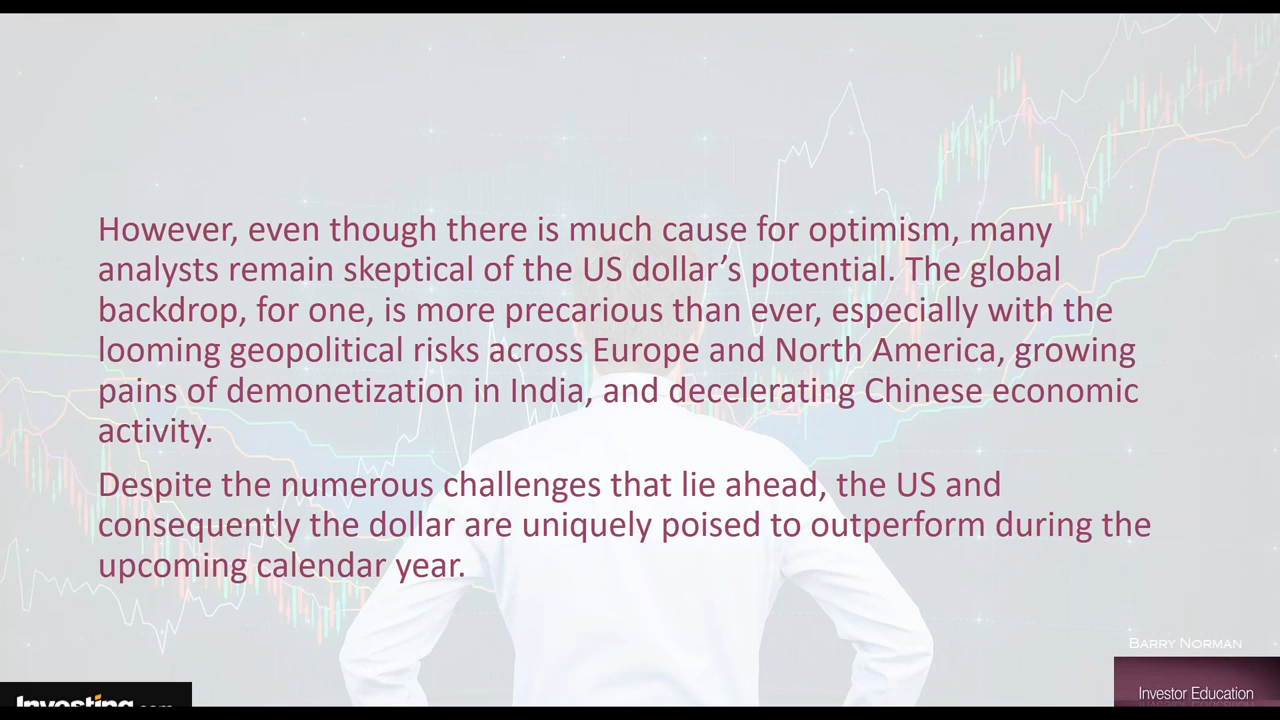 However, even though there is much cause for optimism, many
analysts remain skeptical of the US dollar’s potential. The global
backdrop, for one, is more precarious than ever, especially with the
looming geopolitical risks across Europe and North America, growing
pains of demonetization in India, and decelerating Chinese economic
activity.
Despite the numerous challenges that lie ahead, the US and
consequently the dollar are uniquely poised to outperform during the
upcoming calendar year.
Barry Norman
Investor Education
Investing.com